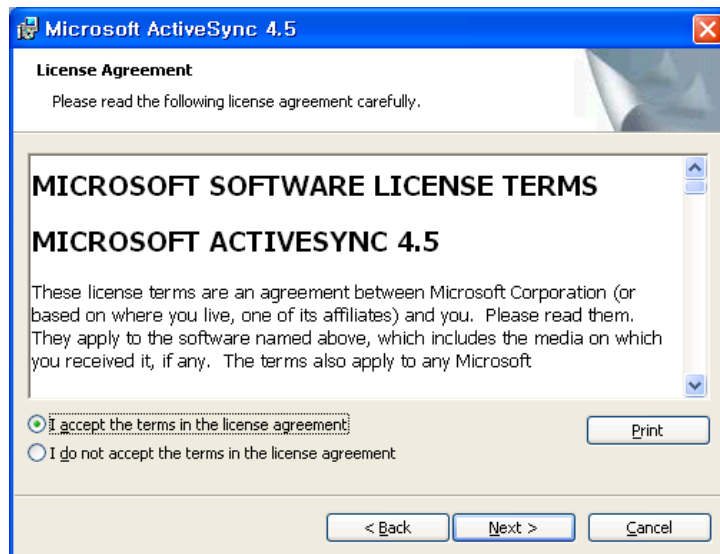 Microsoft ActiveSync 4.5
License Agreement
Please read the following license agreement carefully.
MICROSOFT SOFTWARE LICENSE TERMS
MICROSOFT ACTIVESYNC 4.5
These license terms are an agreement between Microsoft Corporation (or
based on where you live, one of its affiliates) and you.  Please read them.
They apply to the software named above, which includes the media on which
you received it, if any.  The terms also apply to any Microsoft
I accept the terms in the license agreement
Print
I do not accept the terms in the license agreement
< Back
Next >
Cancel